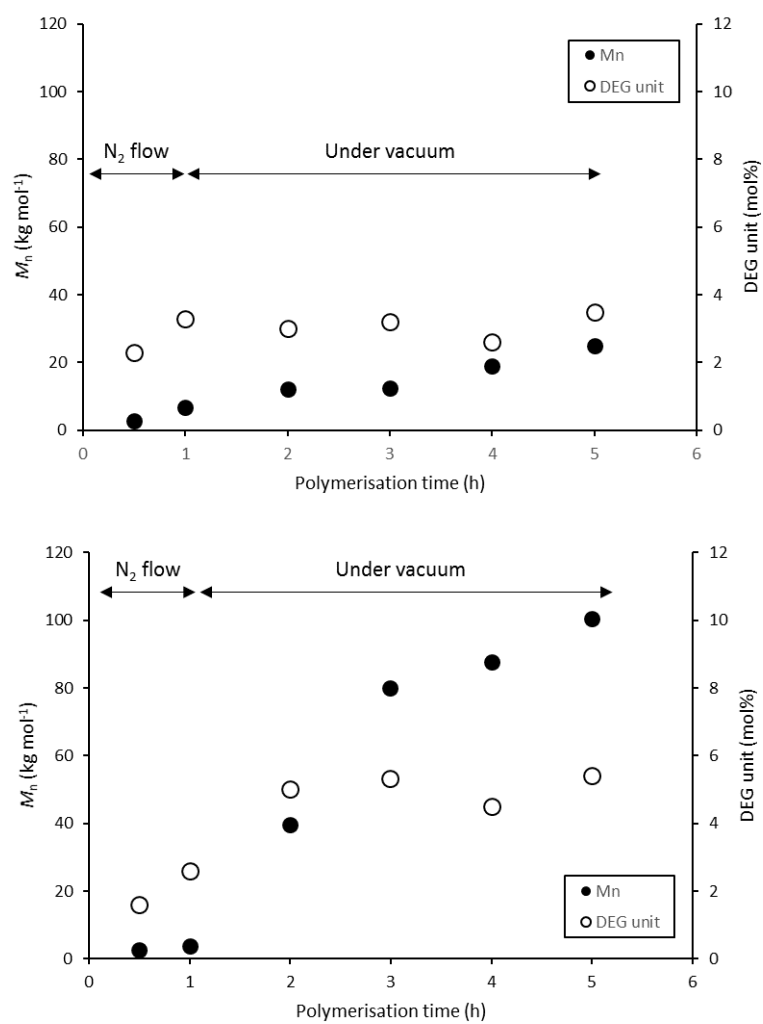 120
100
80
60
40
20
0
Mn (kg mol-1)
12
10
8
6
4
2
0
DEG unit (mol%)
Mn
DEG unit
N2 flow
Under vacuum
0 1 2 3 4 5 6
Polymerisation time (h)
120
100
80
60
40
20
0
Mn (kg mol-1)
12
10
8
6
4
2
0
DEG unit (mol%)
N2 flow
Under vacuum
Mn
DEG unit
0 1 2 3 4 5 6
Polymerisation time (h)